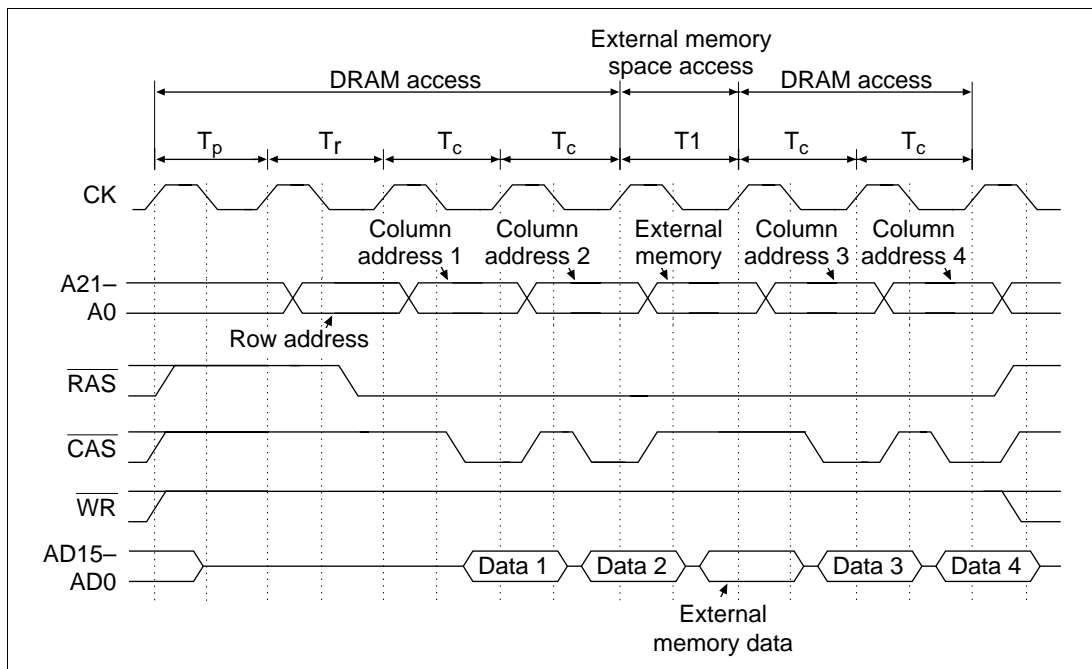 External memory
space access
DRAM access
DRAM access
Tp Tr Tc Tc T1 Tc Tc
CK
Column
address 1
Column
address 2
External
memory
Column
address 3
Column
address 4
A21–
A0
Row address
RAS
CAS
WR
AD15–
AD0
Data 1 Data 2 Data 3 Data 4
External
memory data